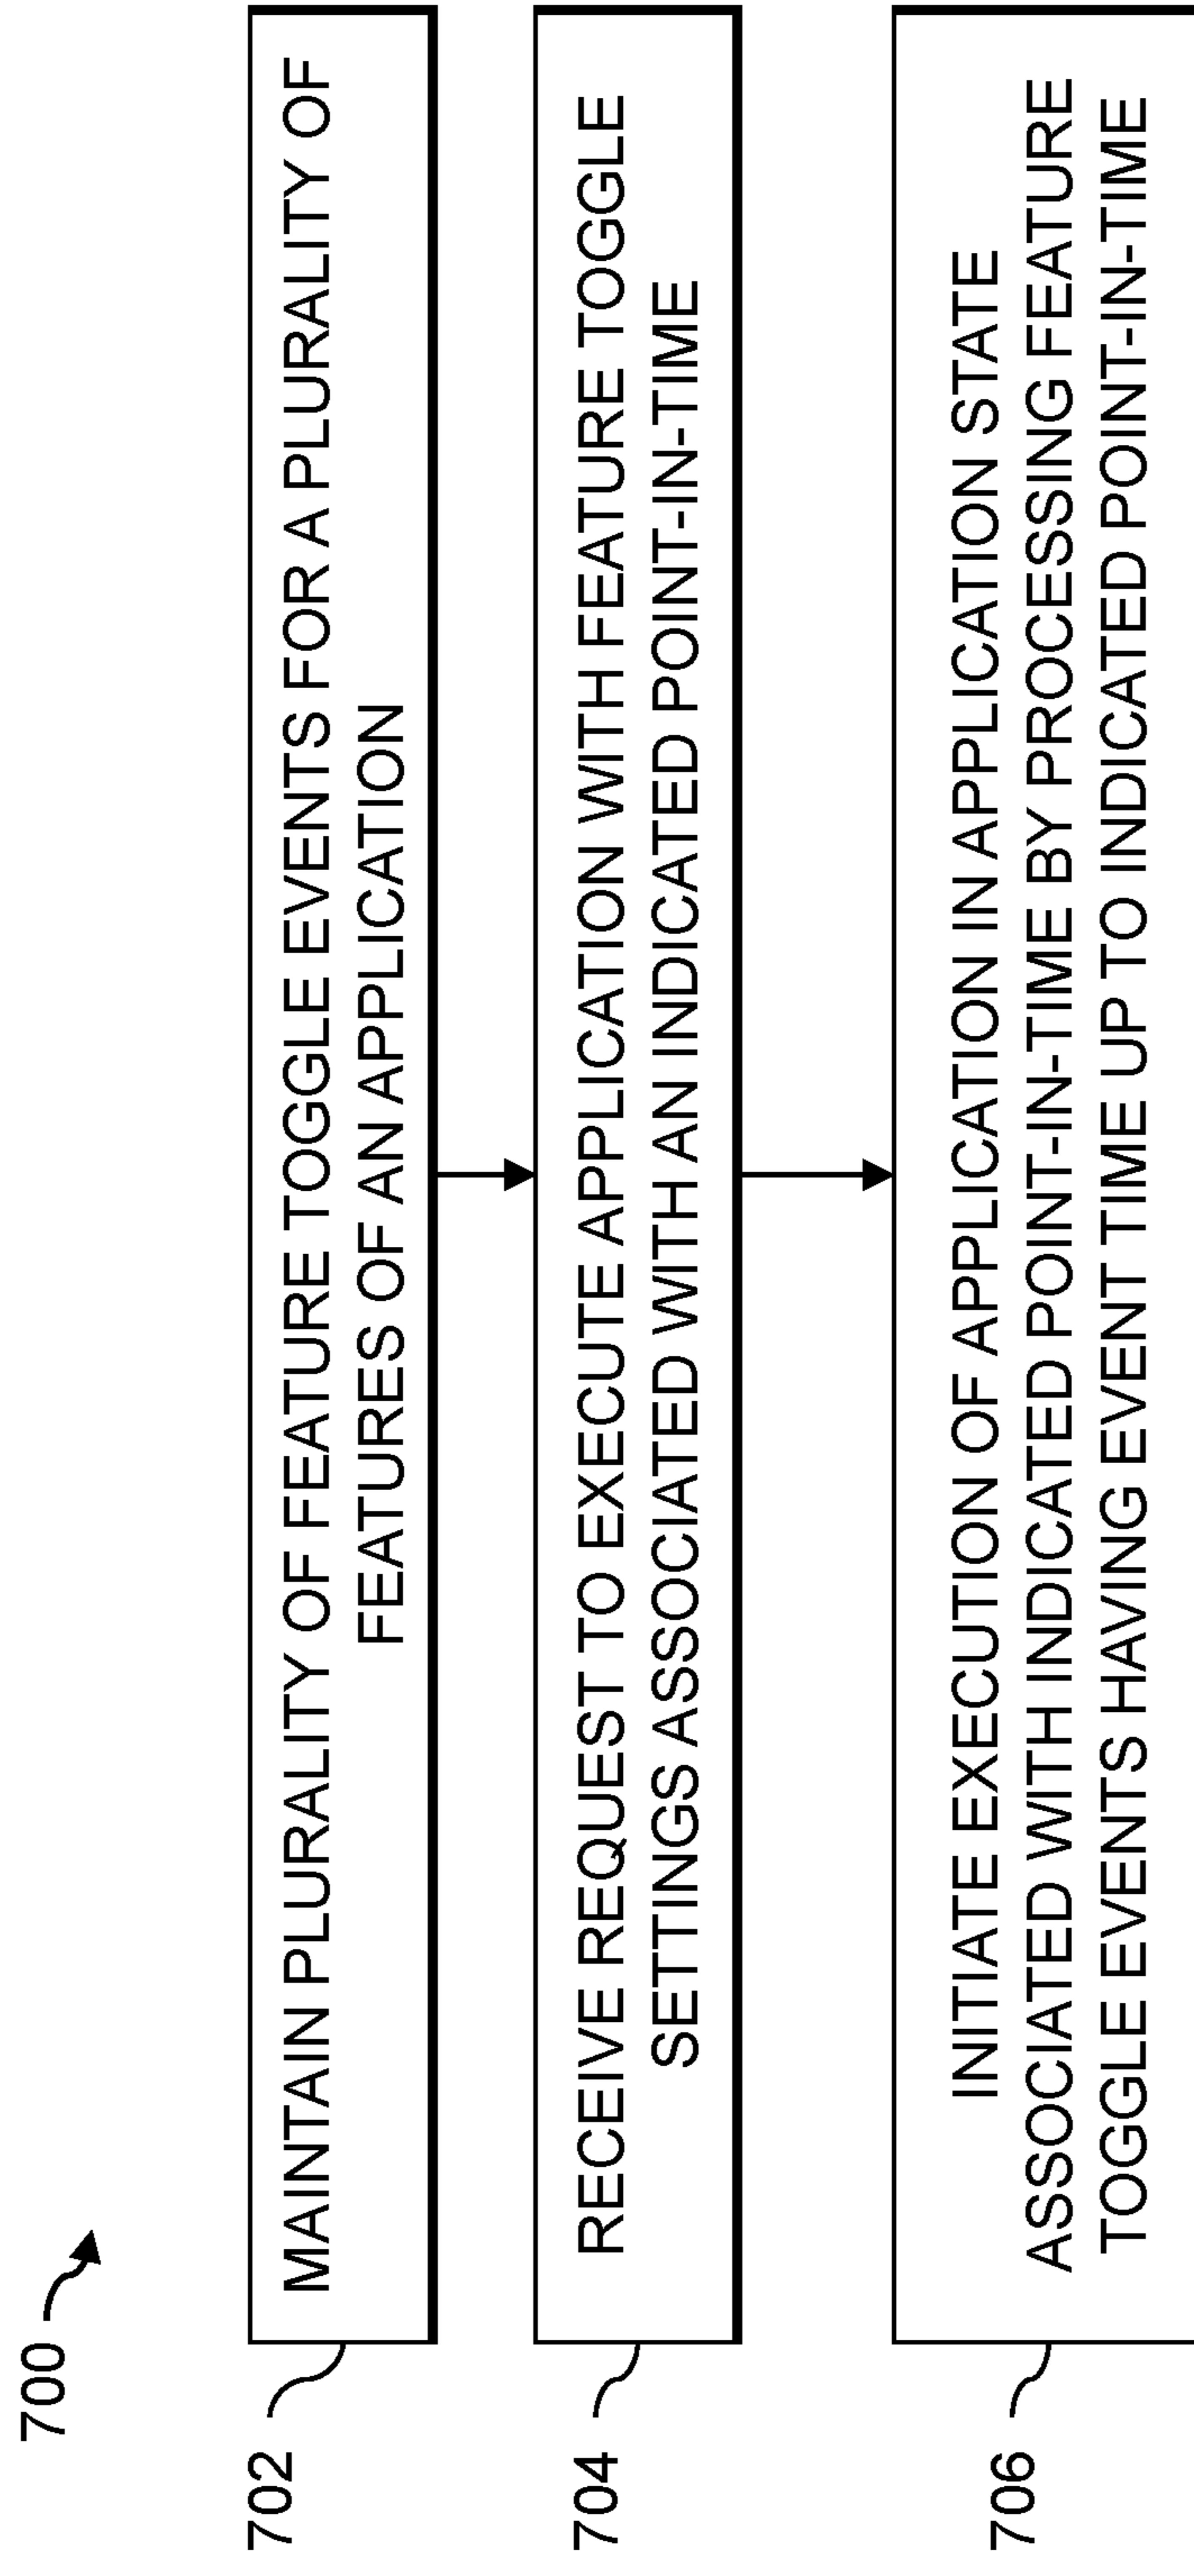 700
702
MAINTAIN PLURALITY OF FEATURE TOGGLE EVENTS FOR A PLURALITY OF
FEATURES OF AN APPLICATION
704
RECEIVE REQUEST TO EXECUTE APPLICATION WITH FEATURE TOGGLE
SETTINGS ASSOCIATED WITH AN INDICATED POINT-IN-TIME
706
INITIATE EXECUTION OF APPLICATION IN APPLICATION STATE
ASSOCIATED WITH INDICATED POINT-IN-TIME BY PROCESSING FEATURE
TOGGLE EVENTS HAVING EVENT TIME UP TO INDICATED POINT-IN-TIME